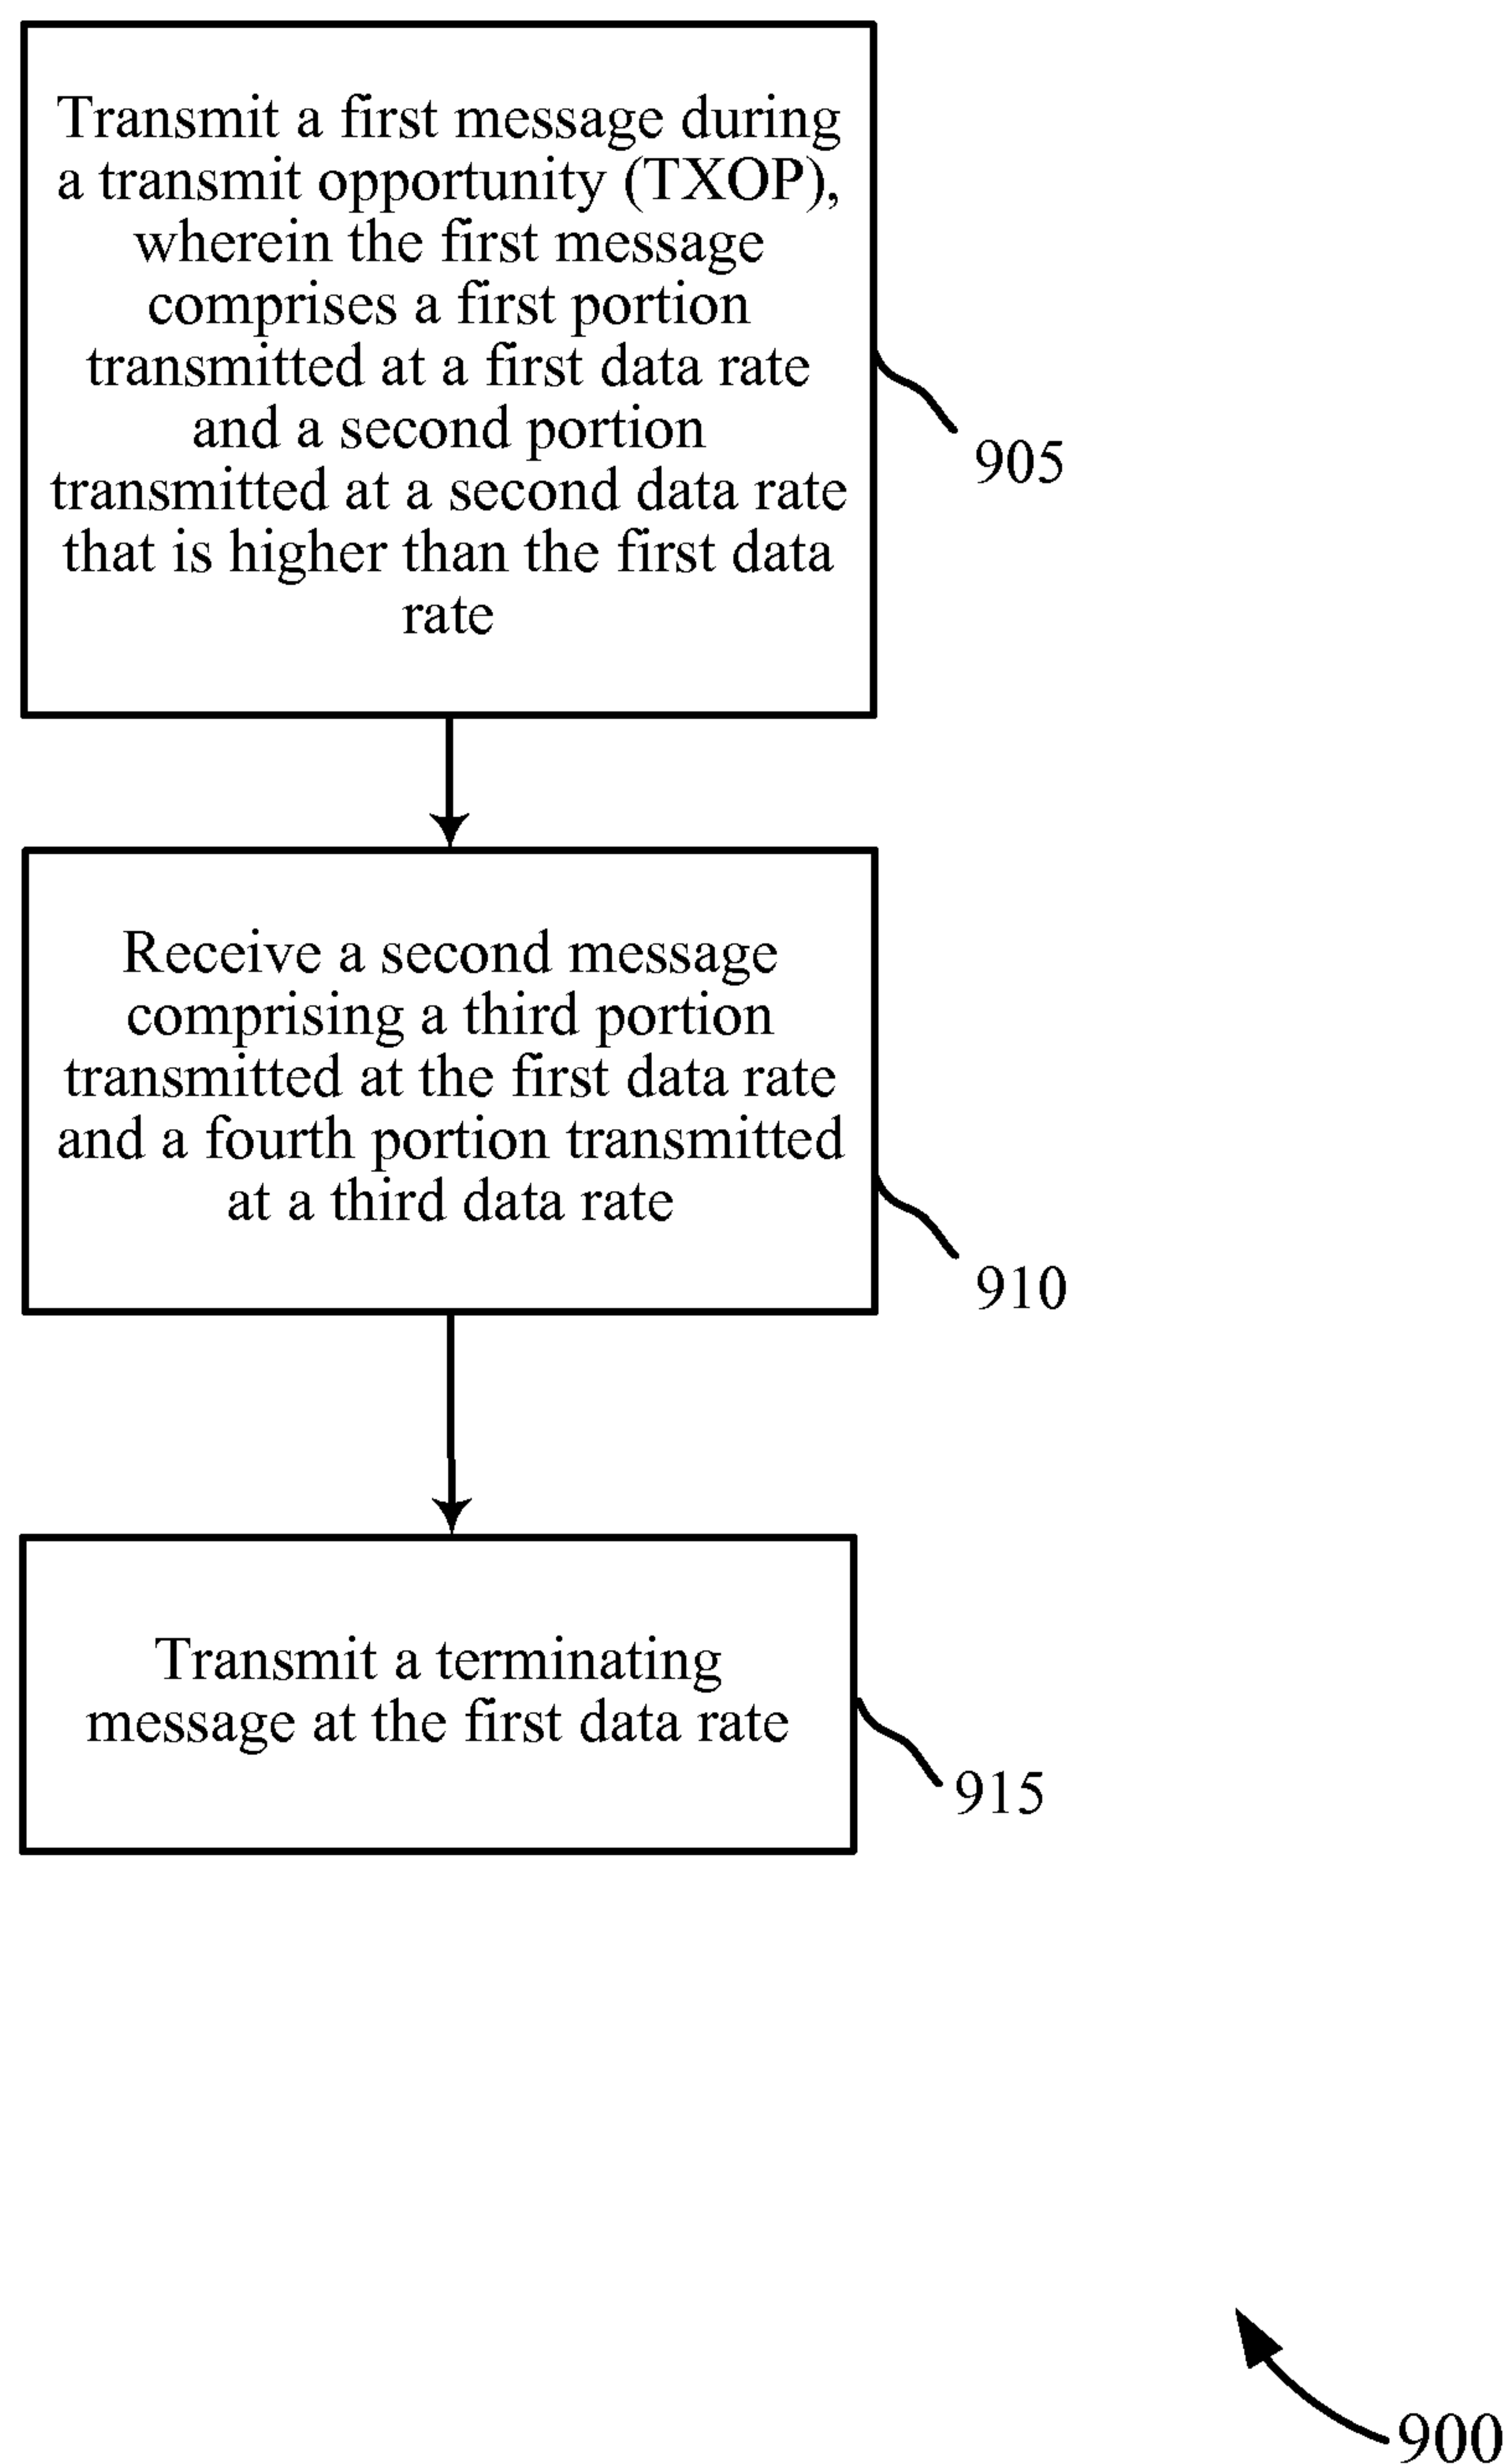 Transmit a first message during
a transmit opportunity (TXOP),
wherein the first message
comprises a first portion
transmitted at a first data rate
and a second portion
transmitted at a second data rate
that is higher than the first data
rate
905
Receive a second message
comprising a third portion
transmitted at the first data rate
and a fourth portion transmitted
at a third data rate
910
Transmit a terminating
message at the first data rate
915
900